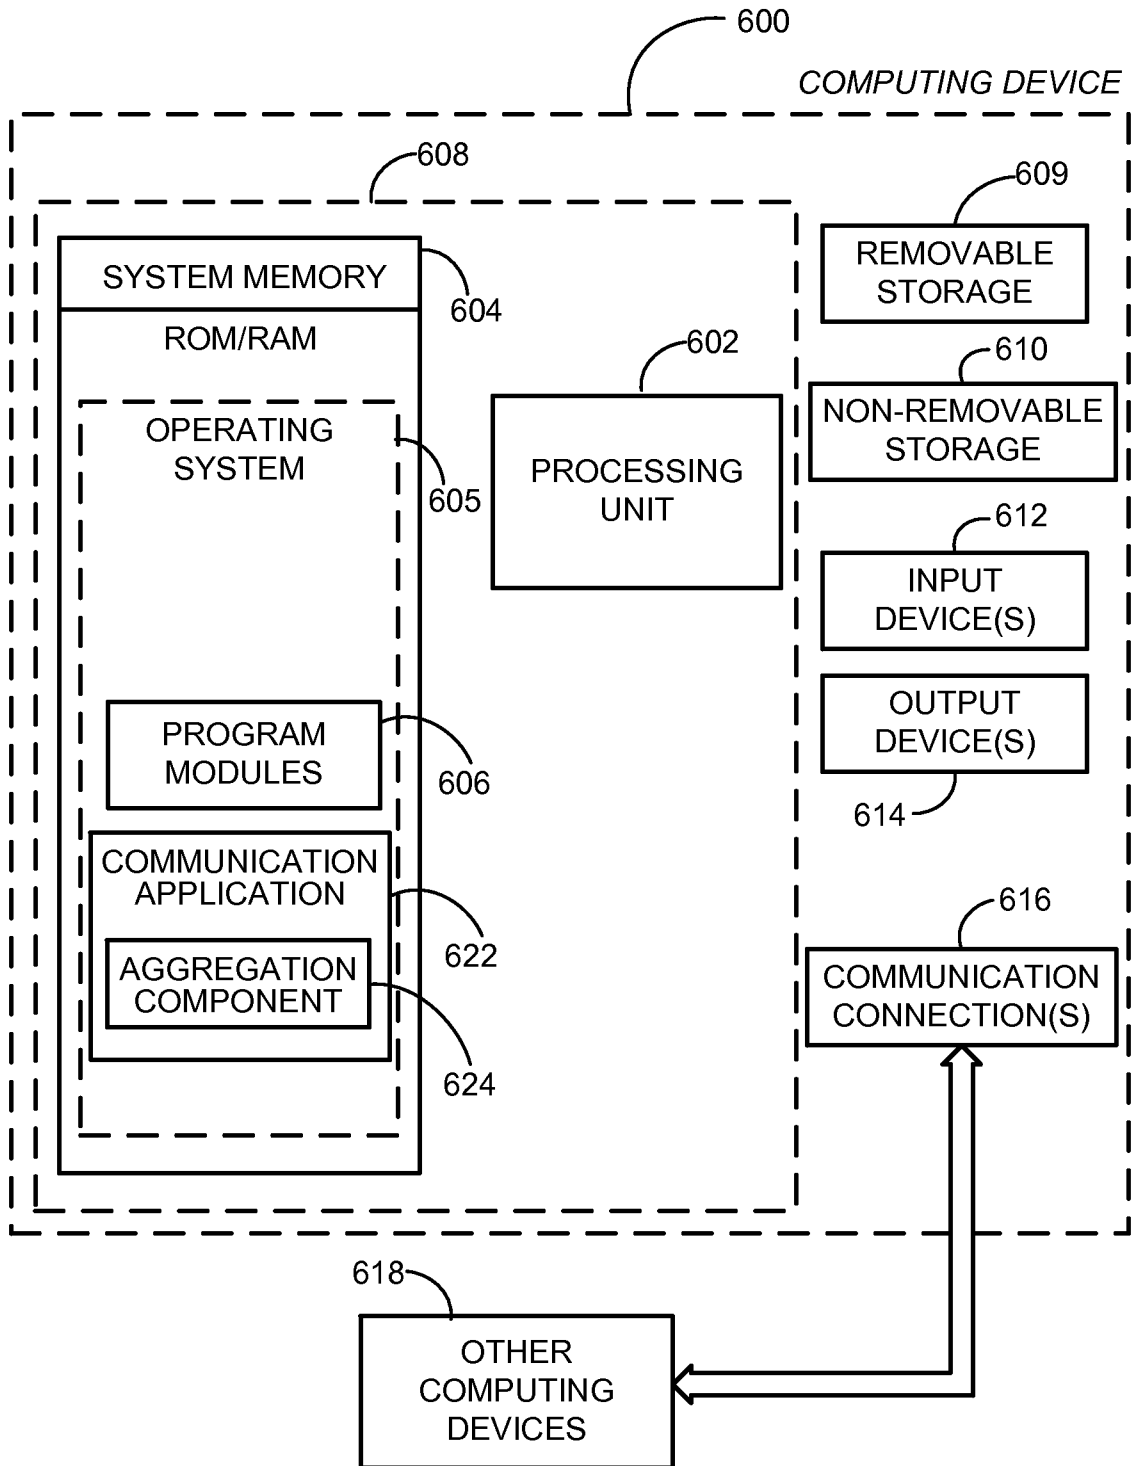 600
COMPUTING DEVICE
608
609
REMOVABLE
STORAGE
SYSTEM MEMORY
604
ROM/RAM
602
610
NON-REMOVABLE
STORAGE
OPERATING
SYSTEM
605
PROCESSING
UNIT
612
INPUT
DEVICE(S)
OUTPUT
DEVICE(S)
614
PROGRAM
MODULES
606
COMMUNICATION
APPLICATION
622
AGGREGATION
COMPONENT
624
616
COMMUNICATION
CONNECTION(S)
618
OTHER
COMPUTING
DEVICES